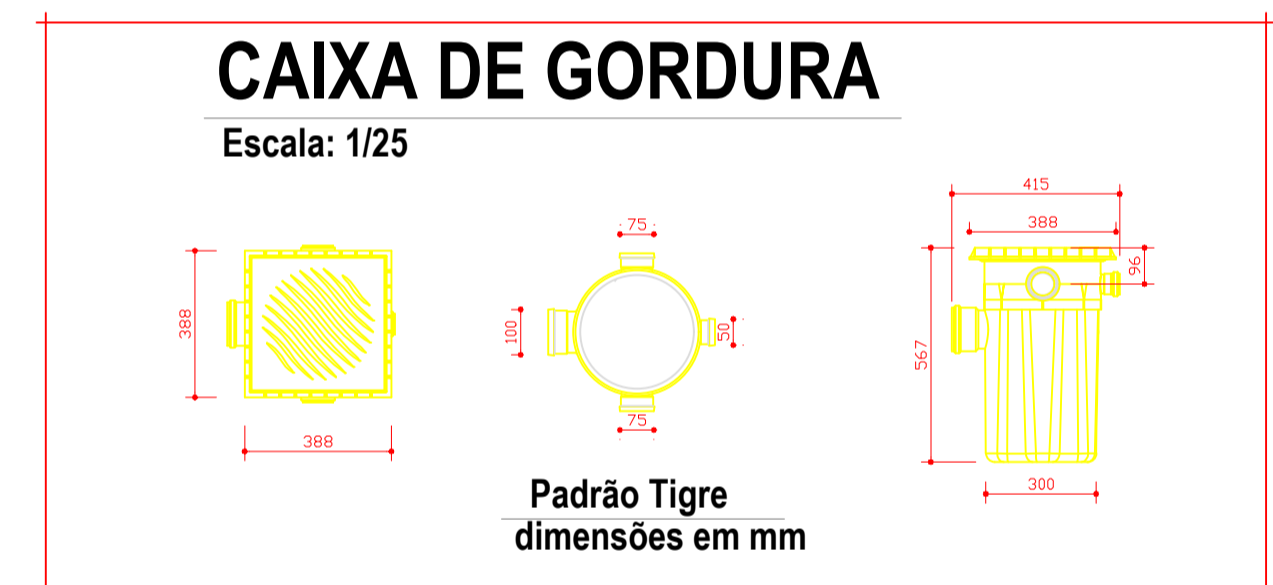 CAIXA DE GORDURA
Escala: 1/25
415
388
96
567
300
75
100
50
75
388
388
Padrão Tigre
dimensões em mm